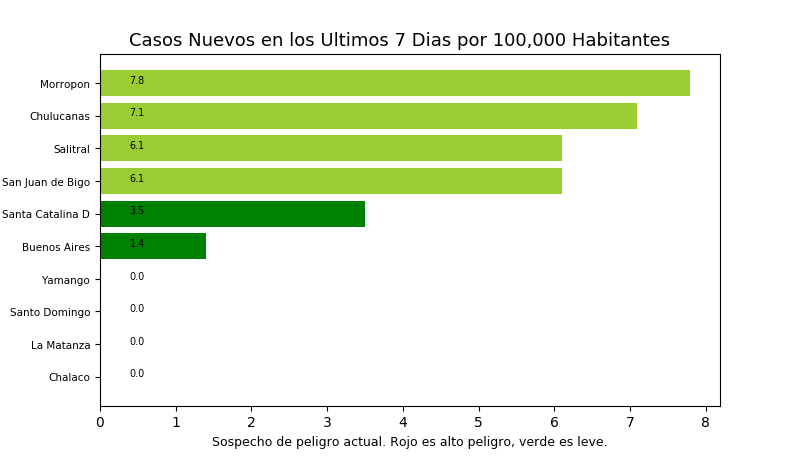 Casos Nuevos en los Ultimos 7 Dias por 100,000 Habitantes
Morropon 7.8
Chulucanas 7.1
Salitral 6.1
San Juan de Bigo 6.1
Santa Catalina D 3.5
Buenos Aires 1.4
Yamango 0.0
Santo Domingo 0.0
La Matanza 0.0
Chalaco 0.0
0 1 2 3 4 5 6 7 8
Sospecho de peligro actual. Rojo es alto peligro, verde es leve.